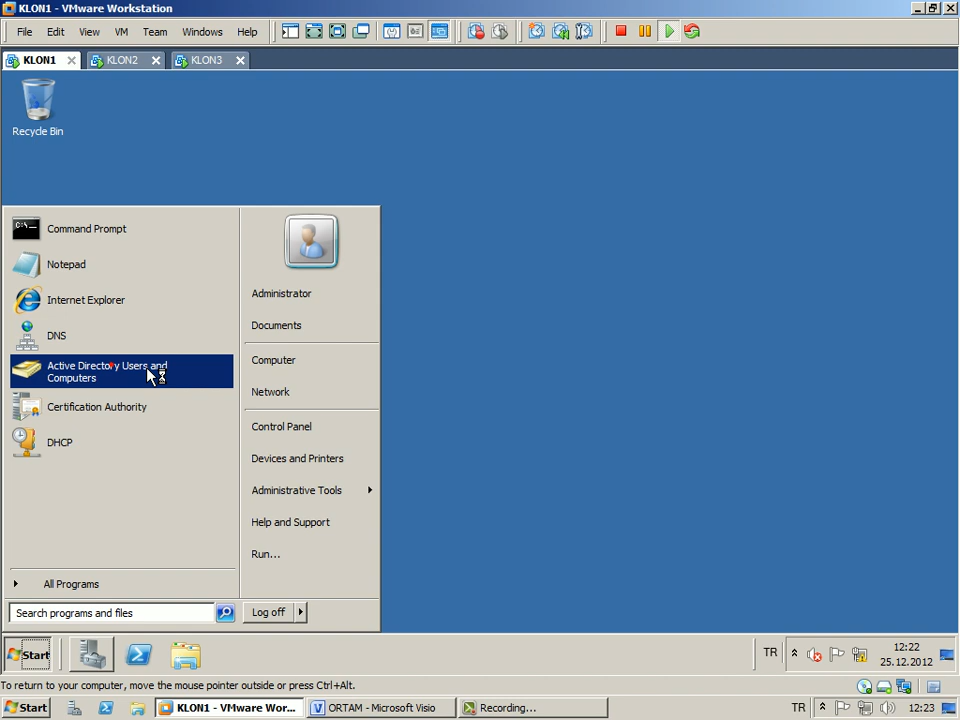 KLON1 - VMware Workstation
File Edit View VM Team Windows Help
KLON1 KLON2 KLON3
Recycle Bin
Command Prompt
Notepad
Internet Explorer
DNS
Active Directory Users and
Computers
Certification Authority
DHCP
All Programs
Search programs and files
Administrator
Documents
Computer
Network
Control Panel
Devices and Printers
Administrative Tools
Help and Support
Run...
Log off
Start
TR
12:22
25.12.2012
To return to your computer, move the mouse pointer outside or press Ctrl+Alt.
Start KLON1 - VMware Wor... ORTAM - Microsoft Visio Recording... TR 12:23